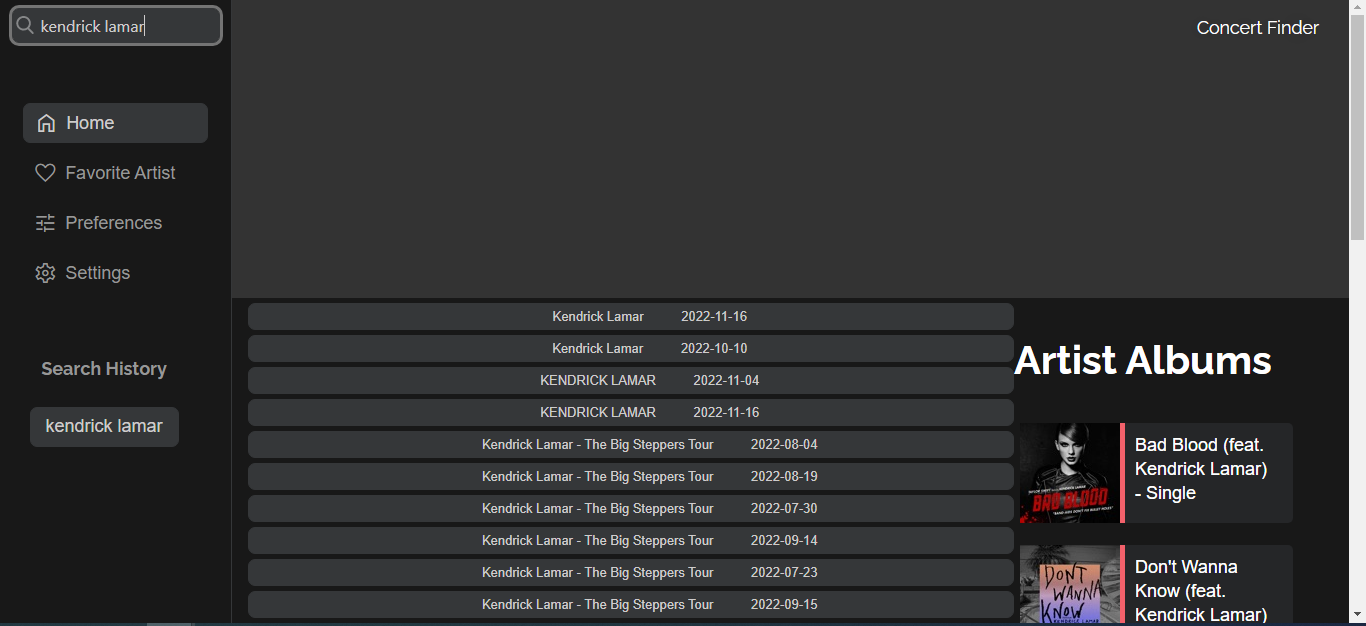 kendrick lamar
Concert Finder
Home
Favorite Artist
Preferences
Settings
Search History
kendrick lamar
Kendrick Lamar 2022-11-16
Kendrick Lamar 2022-10-10
KENDRICK LAMAR 2022-11-04
KENDRICK LAMAR 2022-11-16
Kendrick Lamar - The Big Steppers Tour 2022-08-04
Kendrick Lamar - The Big Steppers Tour 2022-08-19
Kendrick Lamar - The Big Steppers Tour 2022-07-30
Kendrick Lamar - The Big Steppers Tour 2022-09-14
Kendrick Lamar - The Big Steppers Tour 2022-07-23
Kendrick Lamar - The Big Steppers Tour 2022-09-15
Artist Albums
BAD BLOOD
Bad Blood (feat.
Kendrick Lamar)
- Single
DON'T
WANNA
KNOW
Don't Wanna
Know (feat.
Kendrick Lamar)